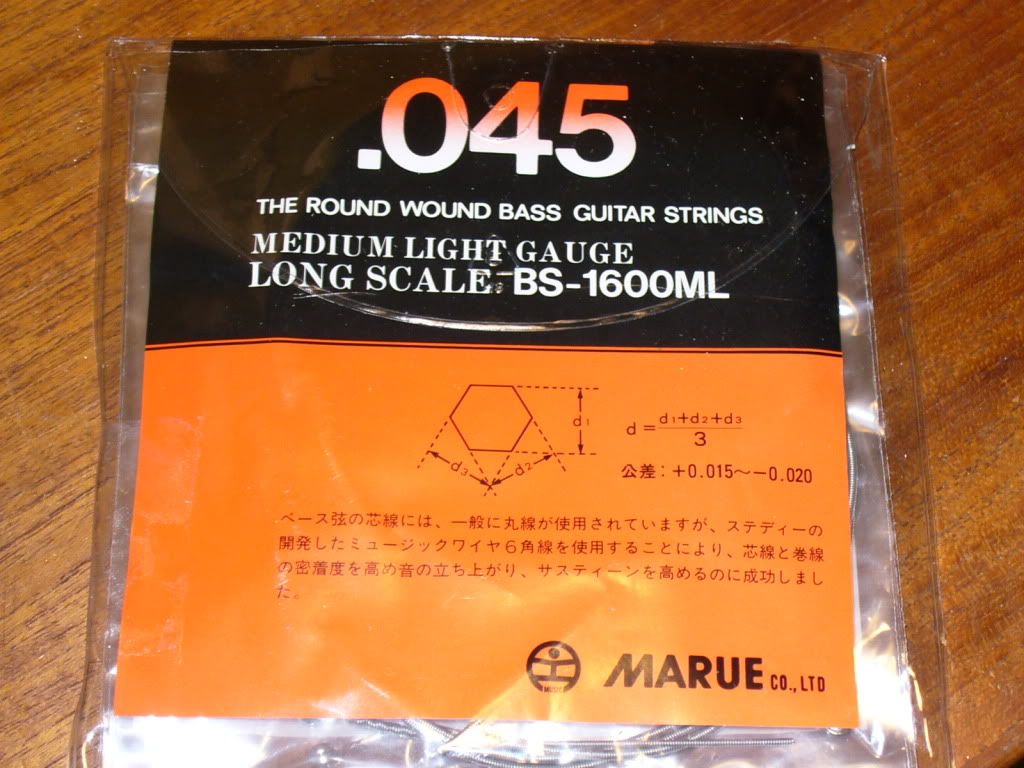 .045
THE ROUND WOUND BASS GUITAR STRINGS
MEDIUM LIGHT GAUGE
LONG SCALE: BS-1600ML
d1
d2
d3
d = d1+d2+d3
3
公差: +0.015〜−0.020
ベース弦の芯線には、一般に丸線が使用されていますが、ステディーの
開発したミュージックワイヤ6角線を使用することにより、芯線と巻線
の密着度を高め音の立ち上がり、サスティーンを高めるのに成功しまし
た。
MUSIC
MARUE CO., LTD